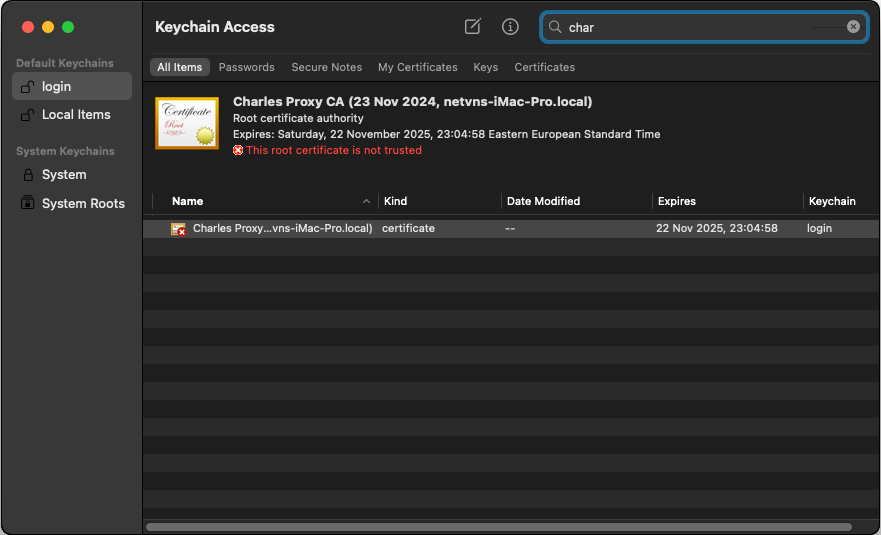 Keychain Access
char
Default Keychains
login
Local Items
System Keychains
System
System Roots
All Items
Passwords
Secure Notes
My Certificates
Keys
Certificates
Certificate
Root
Charles Proxy CA (23 Nov 2024, netvns-iMac-Pro.local)
Root certificate authority
Expires: Saturday, 22 November 2025, 23:04:58 Eastern European Standard Time
This root certificate is not trusted
Name Kind Date Modified Expires Keychain
Charles Proxy...vns-iMac-Pro.local) certificate -- 22 Nov 2025, 23:04:58 login